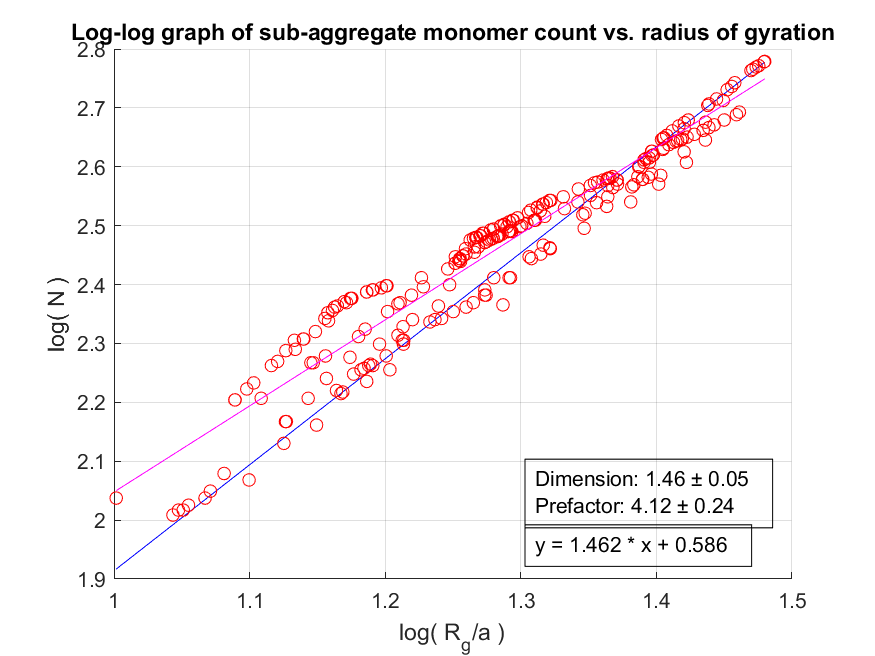 Log-log graph of sub-aggregate monomer count vs. radius of gyration
2.8
2.7
2.6
2.5
2.4
2.3
2.2
2.1
2
1.9
log( N )
Dimension: 1.46 ± 0.05
Prefactor: 4.12 ± 0.24
y = 1.462 * x + 0.586
1 1.1 1.2 1.3 1.4 1.5
log( Rg/a )